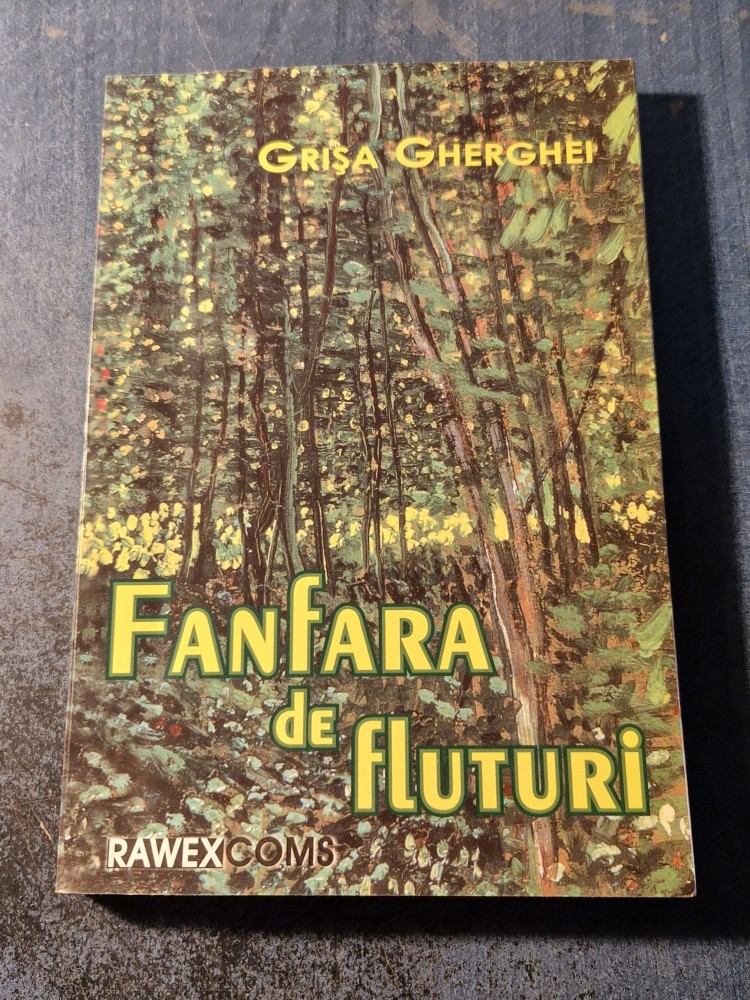 GRIȘA GHERGHEI
FANFARA
de
fLUTURi
RAWEXCOMS